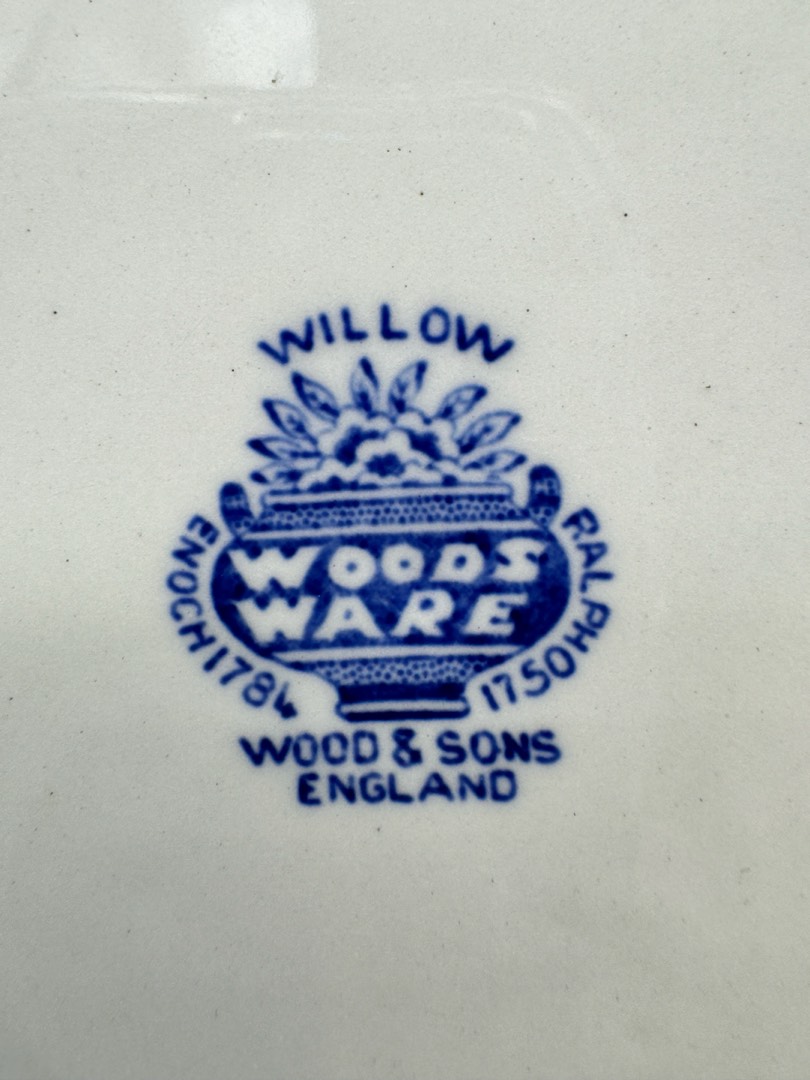 WILLOW
ENOCH 1784
RALPH 1750
WOODS
WARE
WOOD & SONS
ENGLAND